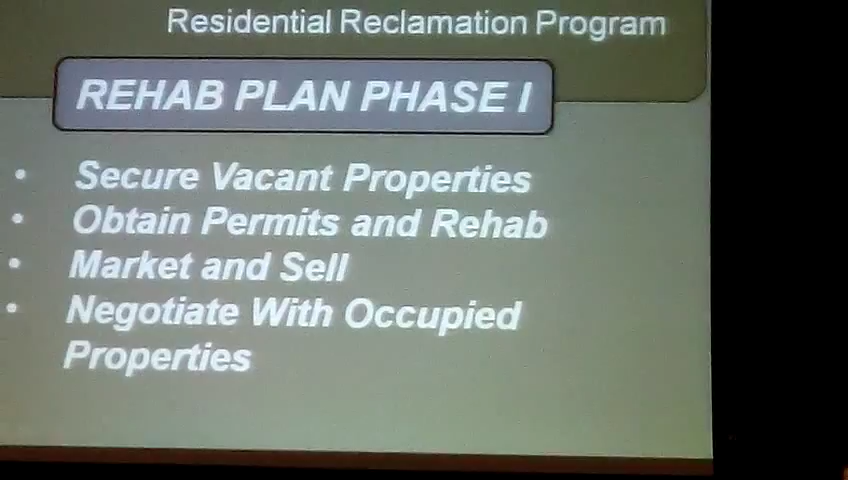 Residential Reclamation Program
REHAB PLAN PHASE I
• Secure Vacant Properties
• Obtain Permits and Rehab
• Market and Sell
• Negotiate With Occupied
Properties